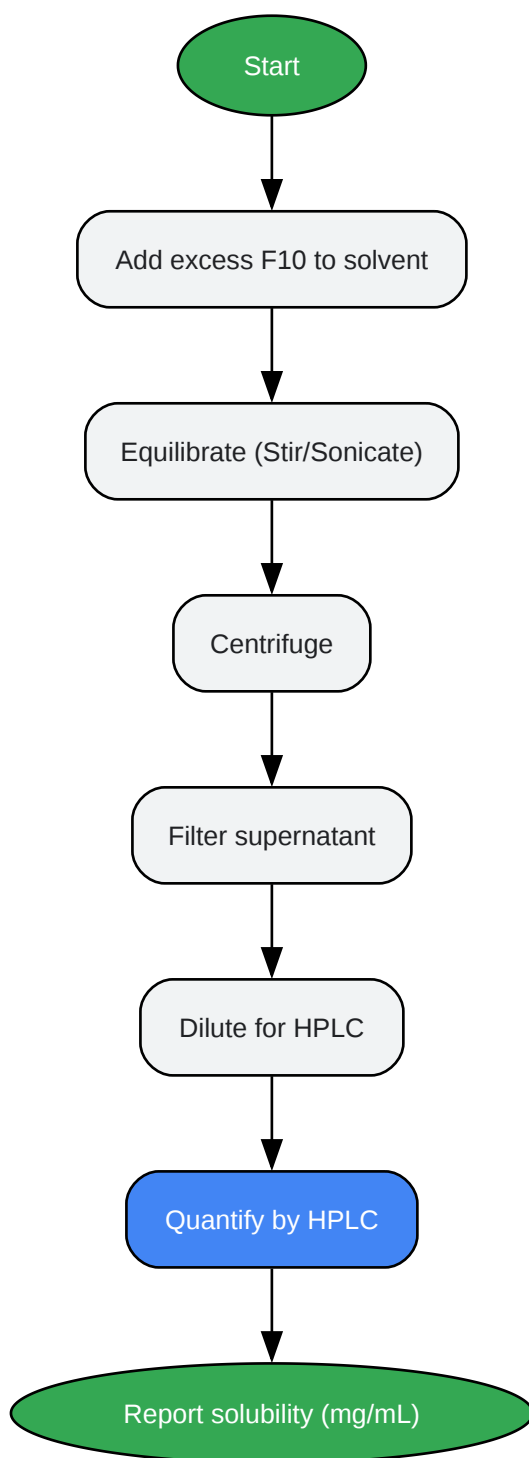 Start
Add excess F10 to solvent
Equilibrate (Stir/Sonicate)
Centrifuge
Filter supernatant
Dilute for HPLC
Quantify by HPLC
Report solubility (mg/mL)